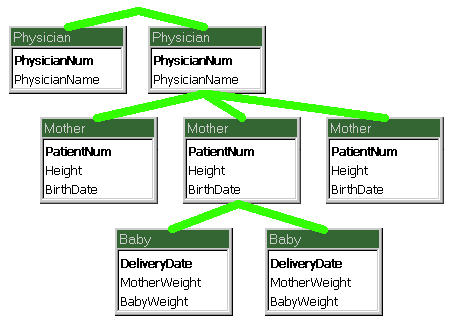 Physician
PhysicianNum
PhysicianName
Physician
PhysicianNum
PhysicianName
Mother
PatientNum
Height
BirthDate
Mother
PatientNum
Height
BirthDate
Mother
PatientNum
Height
BirthDate
Baby
DeliveryDate
MotherWeight
BabyWeight
Baby
DeliveryDate
MotherWeight
BabyWeight